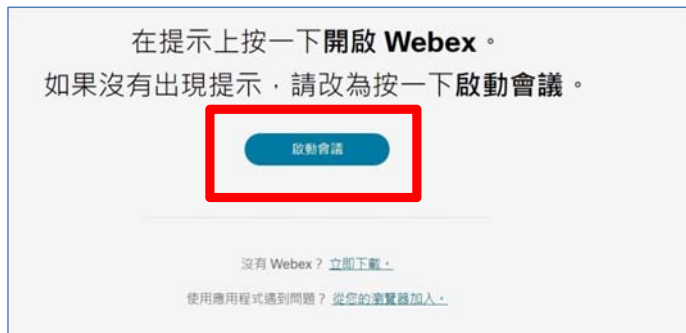 在提示上按一下開啟 Webex。
如果沒有出現提示，請改為按一下啟動會議。
啟動會議
沒有 Webex？ 立即下載。
使用應用程式遇到問題？ 從您的瀏覽器加入。